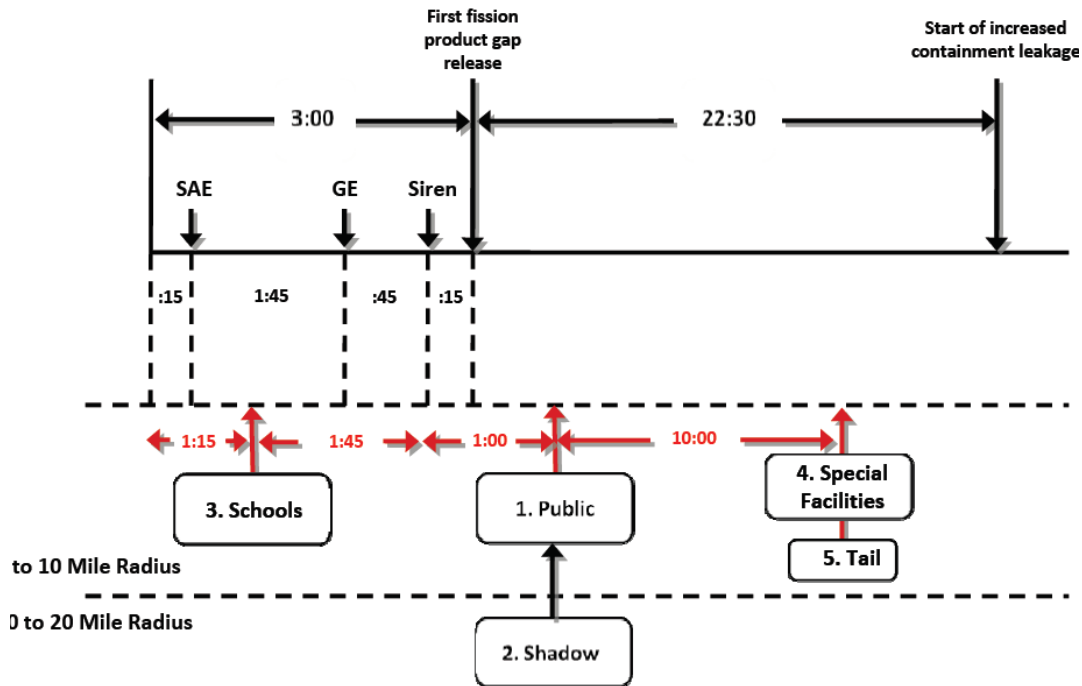 First fission
product gap
release
Start of increased
containment leakage
3:00
22:30
SAE
GE
Siren
:15
1:45
:45
:15
1:15
1:45
1:00
10:00
3. Schools
1. Public
4. Special
Facilities
5. Tail
to 10 Mile Radius
0 to 20 Mile Radius
2. Shadow